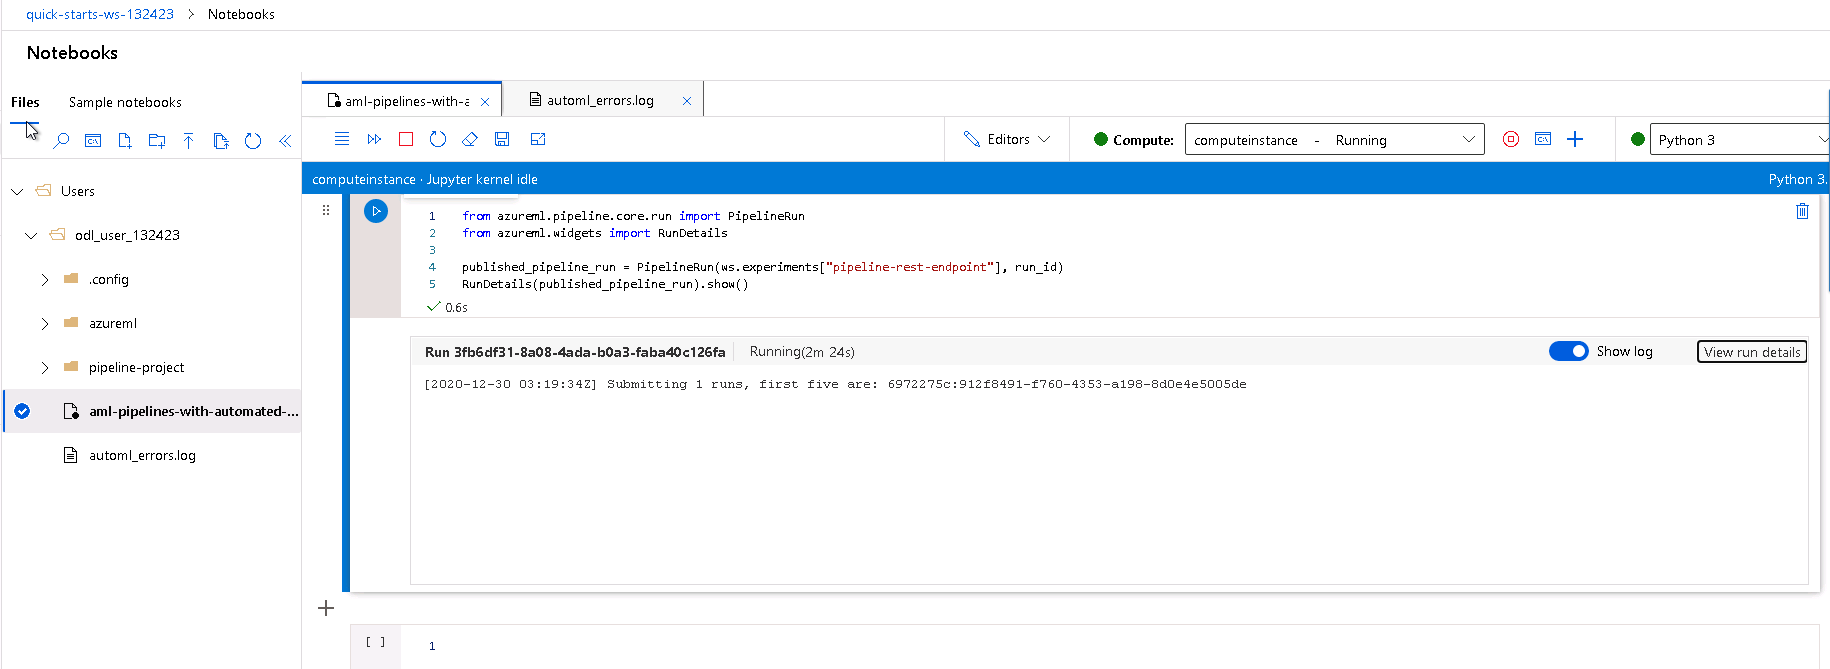 quick-starts-ws-132423 > Notebooks
Notebooks
Files
Sample notebooks
Users
odl_user_132423
.config
azureml
pipeline-project
aml-pipelines-with-automated-...
automl_errors.log
aml-pipelines-with-a
automl_errors.log
Editors
Compute:
computeinstance - Running
Python 3
computeinstance · Jupyter kernel idle
Python 3.
1 from azureml.pipeline.core.run import PipelineRun
2 from azureml.widgets import RunDetails
3
4 published_pipeline_run = PipelineRun(ws.experiments["pipeline-rest-endpoint"], run_id)
5 RunDetails(published_pipeline_run).show()
0.6s
Run 3fb6df31-8a08-4ada-b0a3-faba40c126fa
Running(2m 24s)
Show log
View run details
[2020-12-30 03:19:34Z] Submitting 1 runs, first five are: 6972275c:912f8491-f760-4353-a198-8d0e4e5005de
[ ]
1